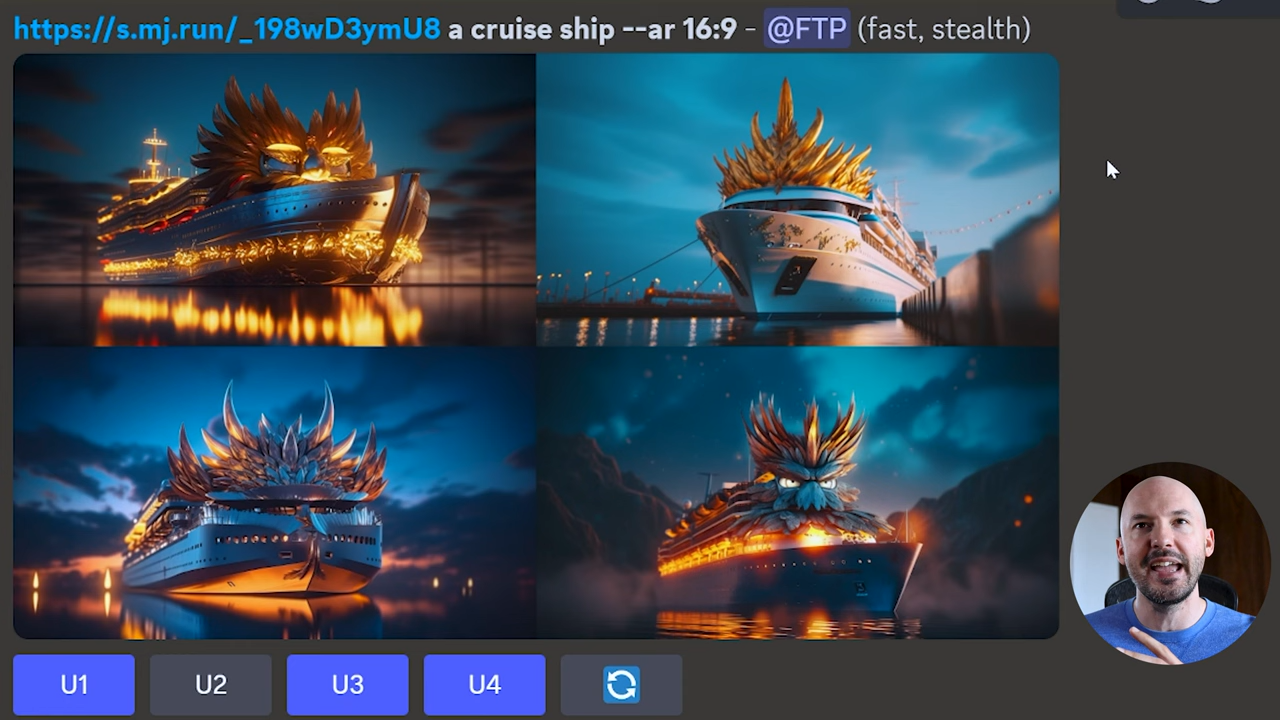 https://s.mj.run/_198wD3ymU8 a cruise ship --ar 16:9 - @FTP (fast, stealth)
U1 U2 U3 U4